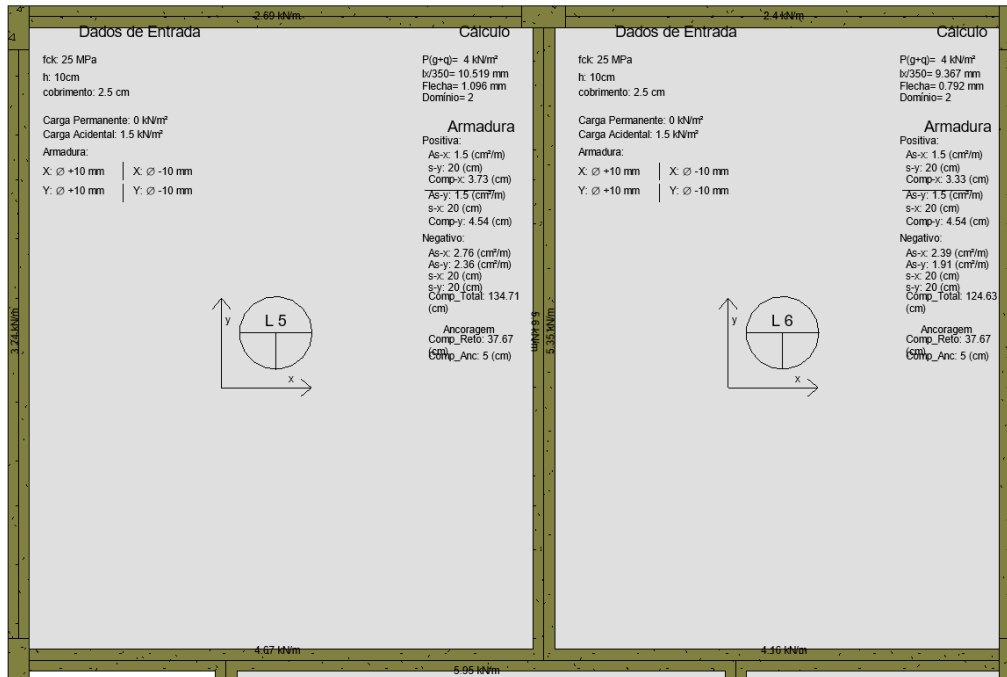 2.69 kN/m
2.4 kN/m
Dados de Entrada
Cálculo
fck: 25 MPa
h: 10cm
cobrimento: 2.5 cm
P(g+q)= 4 kN/m²
lx/350= 10.519 mm
Flecha= 1.096 mm
Domínio= 2
Carga Permanente: 0 kN/m²
Carga Acidental: 1.5 kN/m²
Armadura:
X: ∅ +10 mm | X: ∅ -10 mm
Y: ∅ +10 mm | Y: ∅ -10 mm
Armadura
Positiva:
As-x: 1.5 (cm²/m)
s-y: 20 (cm)
Comp-x: 3.73 (cm)
As-y: 1.5 (cm²/m)
s-x: 20 (cm)
Comp-y: 4.54 (cm)
Negativo:
As-x: 2.76 (cm²/m)
As-y: 2.36 (cm²/m)
s-x: 20 (cm)
s-y: 20 (cm)
Comp_Total: 134.71
(cm)
Ancoragem
Comp_Reto: 37.67
(cm)
Comp_Anc: 5 (cm)
3.74 kN/m
y
L 5
x
5.6 kN/m
5.35 kN/m
Dados de Entrada
Cálculo
fck: 25 MPa
h: 10cm
cobrimento: 2.5 cm
P(g+q)= 4 kN/m²
lx/350= 9.367 mm
Flecha= 0.792 mm
Domínio= 2
Carga Permanente: 0 kN/m²
Carga Acidental: 1.5 kN/m²
Armadura:
X: ∅ +10 mm | X: ∅ -10 mm
Y: ∅ +10 mm | Y: ∅ -10 mm
Armadura
Positiva:
As-x: 1.5 (cm²/m)
s-y: 20 (cm)
Comp-x: 3.33 (cm)
As-y: 1.5 (cm²/m)
s-x: 20 (cm)
Comp-y: 4.54 (cm)
Negativo:
As-x: 2.39 (cm²/m)
As-y: 1.91 (cm²/m)
s-x: 20 (cm)
s-y: 20 (cm)
Comp_Total: 124.63
(cm)
Ancoragem
Comp_Reto: 37.67
(cm)
Comp_Anc: 5 (cm)
y
L 6
x
4.07 kN/m
4.16 kN/m
5.95 kN/m